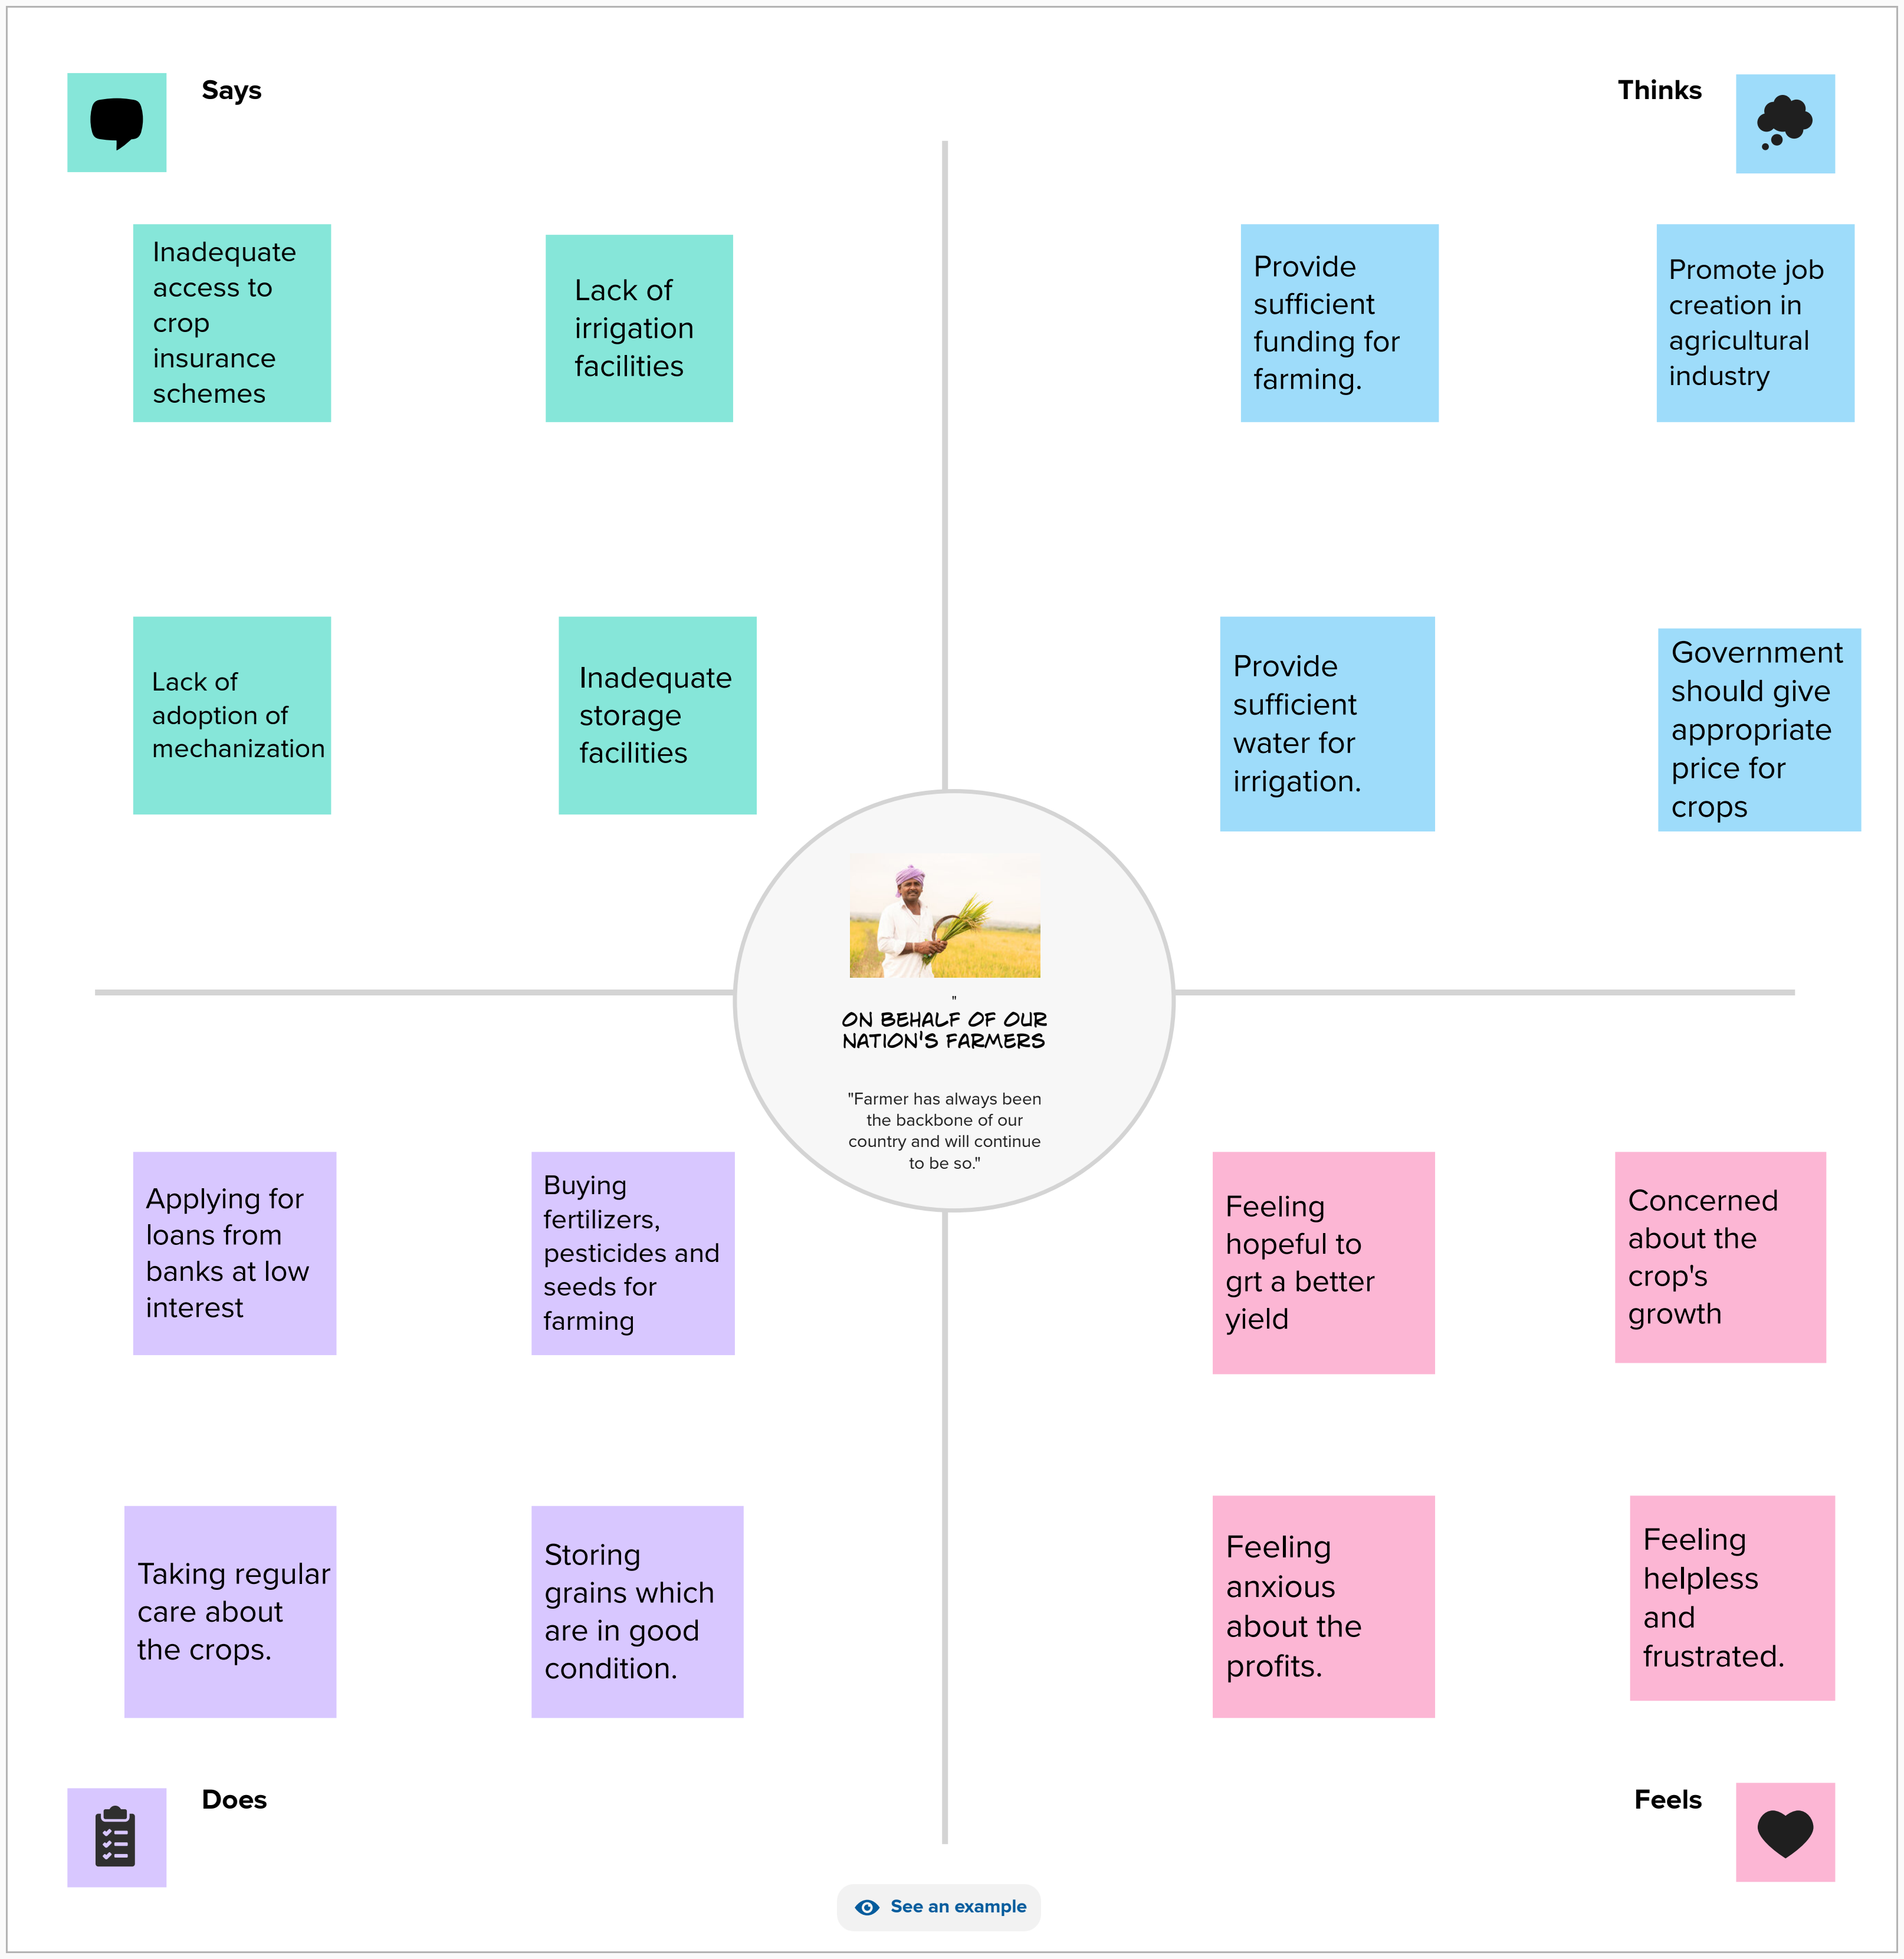 Says
Thinks
Inadequate
access to
crop
insurance
schemes
Lack of
irrigation
facilities
Provide
sufficient
funding for
farming.
Promote job
creation in
agricultural
industry
Lack of
adoption of
mechanization
Inadequate
storage
facilities
Provide
sufficient
water for
irrigation.
Government
should give
appropriate
price for
crops
"
ON BEHALF OF OUR
NATION'S FARMERS
"Farmer has always been
the backbone of our
country and will continue
to be so."
Applying for
loans from
banks at low
interest
Buying
fertilizers,
pesticides and
seeds for
farming
Feeling
hopeful to
grt a better
yield
Concerned
about the
crop's
growth
Taking regular
care about
the crops.
Storing
grains which
are in good
condition.
Feeling
anxious
about the
profits.
Feeling
helpless
and
frustrated.
Does
Feels
See an example